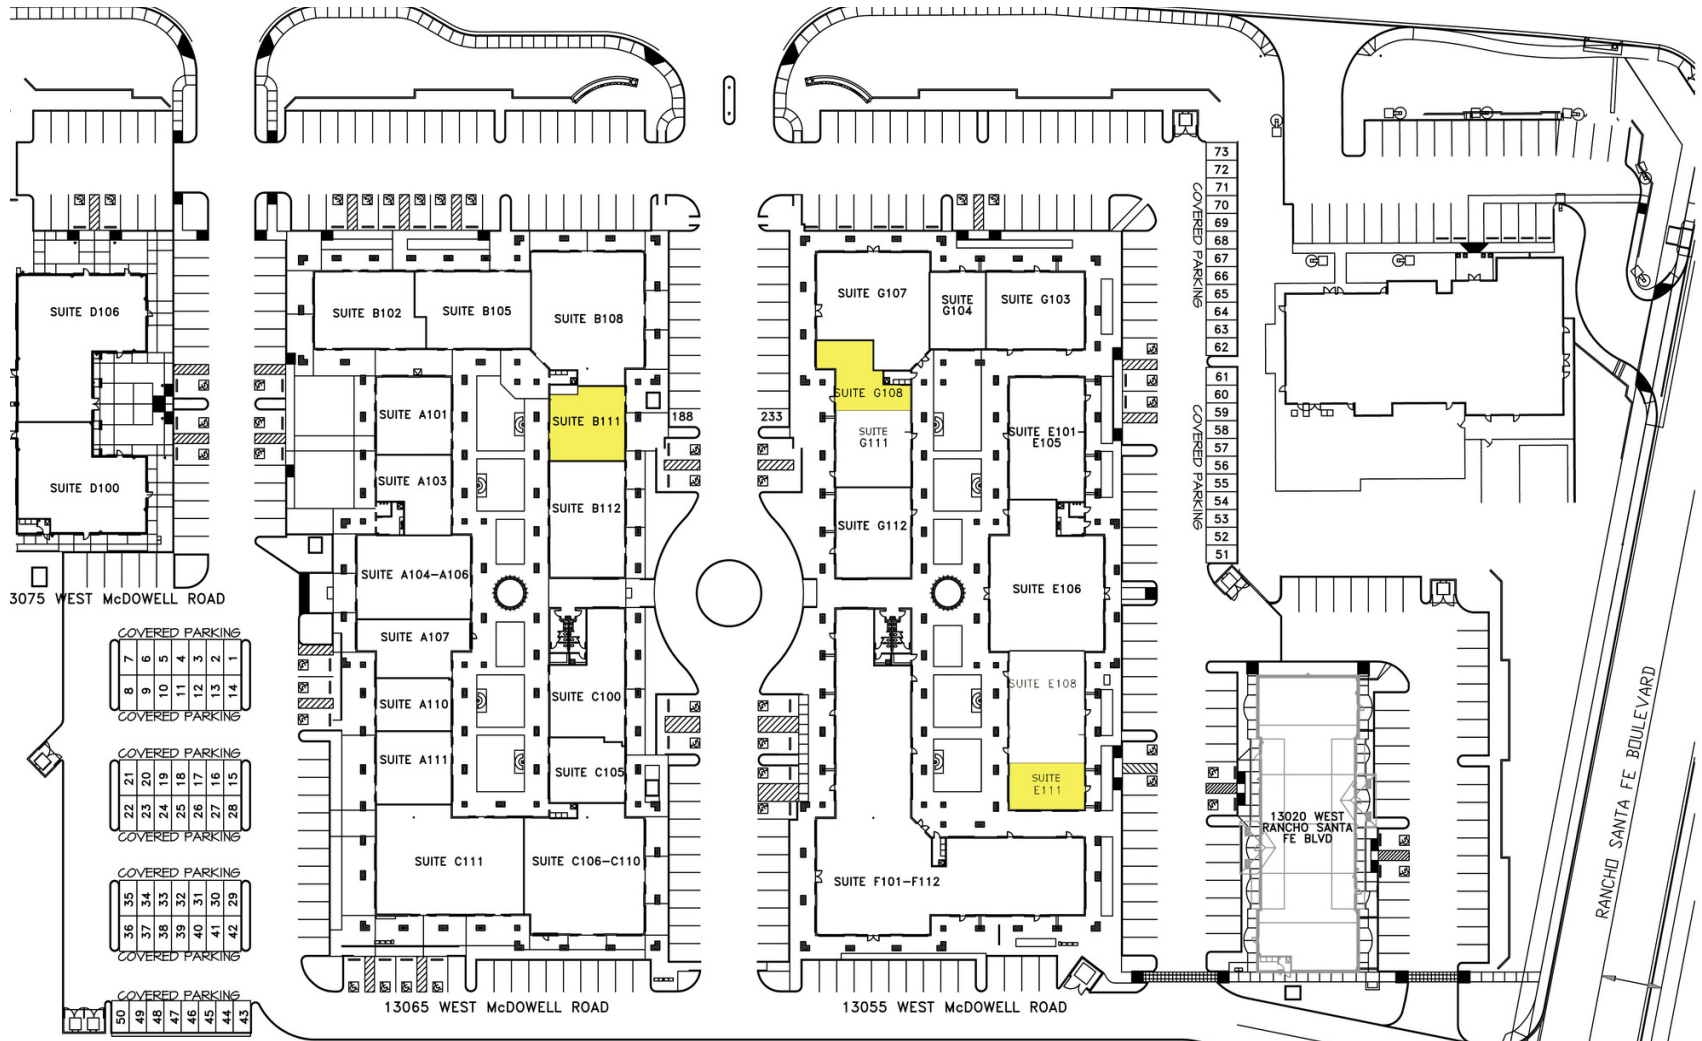 SUITE D106
SUITE D100
3075 WEST McDOWELL ROAD
COVERED PARKING
7 6 5 4 3 2 1
8 9 10 11 12 13 14
COVERED PARKING
COVERED PARKING
21 20 19 18 17 16 15
22 23 24 25 26 27 28
COVERED PARKING
COVERED PARKING
35 34 33 32 31 30 29
36 37 38 39 40 41 42
COVERED PARKING
COVERED PARKING
50 49 48 47 46 45 44 43
SUITE B102
SUITE B105
SUITE B108
SUITE A101
SUITE B111
188
SUITE A103
SUITE B112
SUITE A104-A106
SUITE A107
SUITE A110
SUITE C100
SUITE A111
SUITE C105
SUITE C111
SUITE C106-C110
13065 WEST McDOWELL ROAD
SUITE G107
SUITE
G104
SUITE G103
SUITE G108
233
SUITE
G111
SUITE E101-
E105
SUITE G112
SUITE E106
SUITE E108
SUITE
E111
SUITE F101-F112
13055 WEST McDOWELL ROAD
COVERED PARKING
73
72
71
70
69
68
67
66
65
64
63
62
COVERED PARKING
61
60
59
58
57
56
55
54
53
52
51
13020 WEST
RANCHO SANTA
FE BLVD
RANCHO SANTA FE BOULEVARD